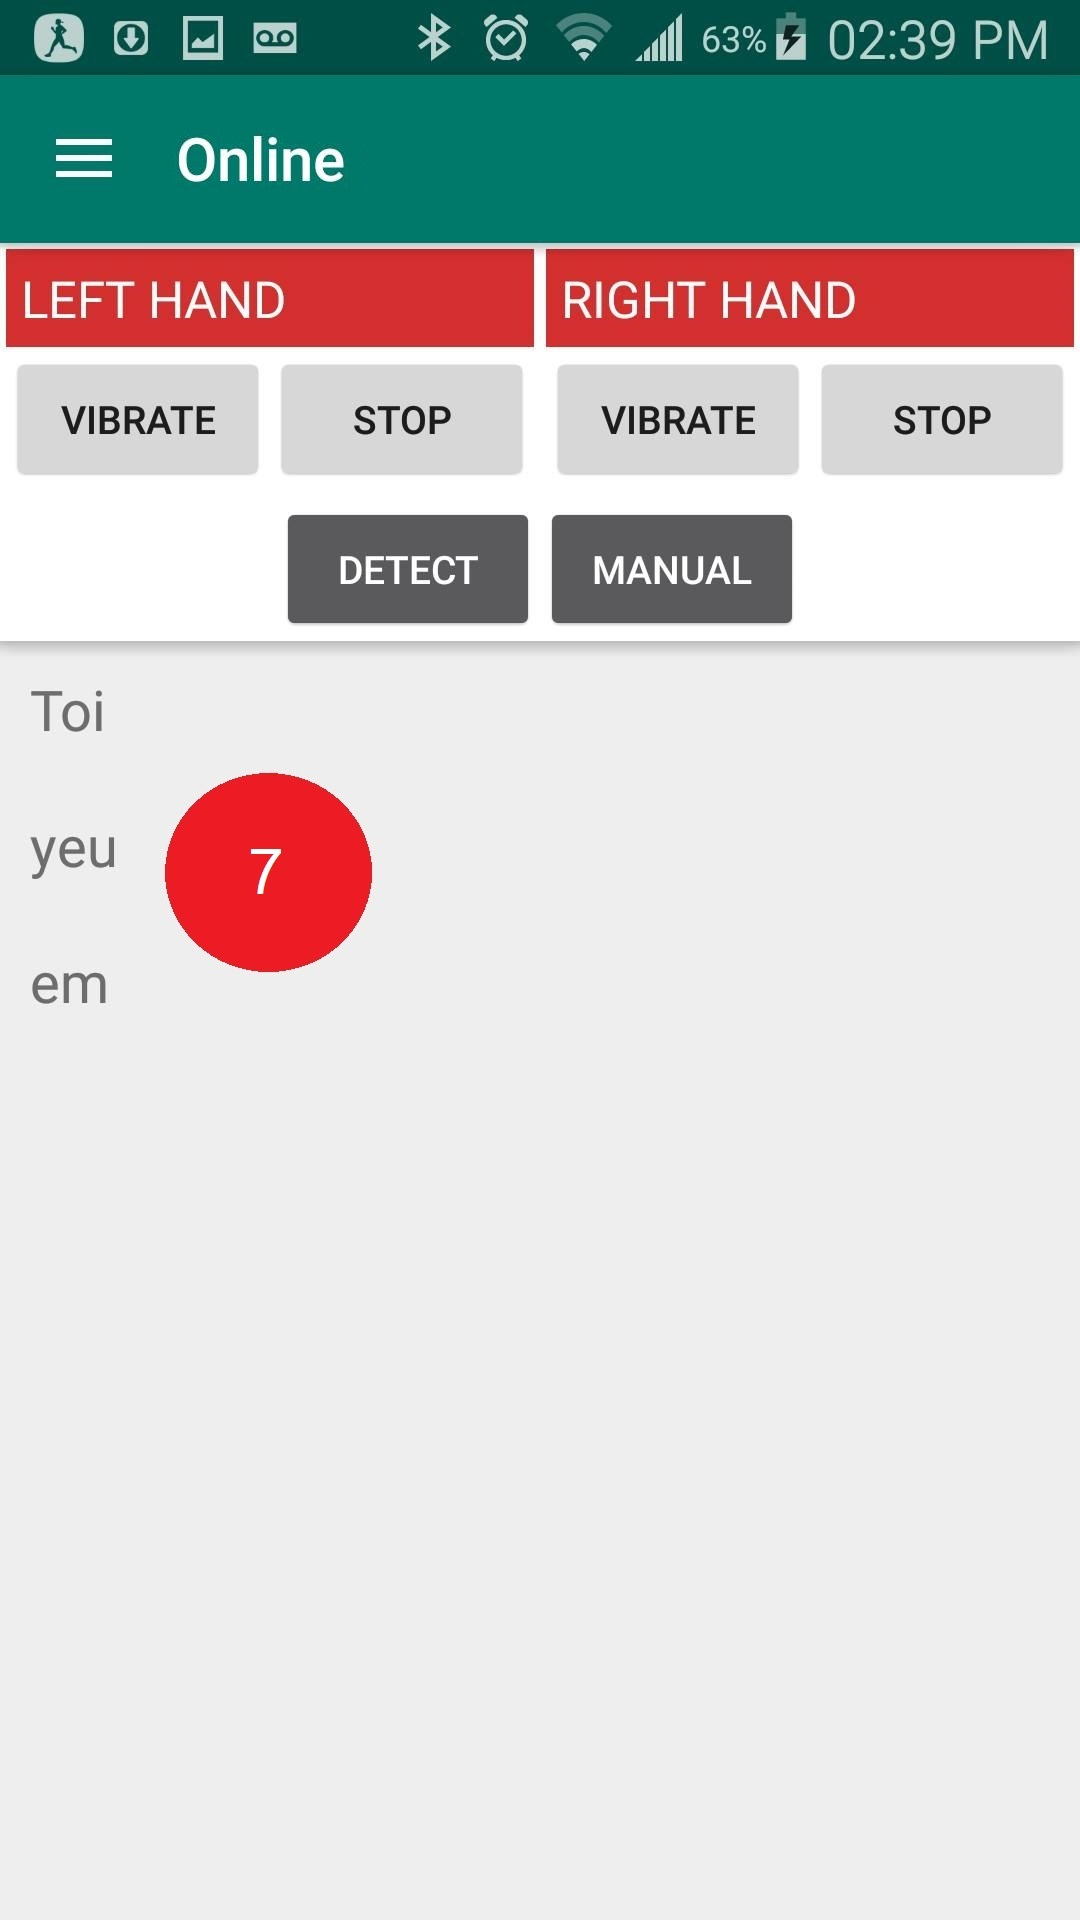 63% 02:39 PM
Online
LEFT HAND RIGHT HAND
VIBRATE STOP VIBRATE STOP
DETECT MANUAL
Toi
yeu
7
em